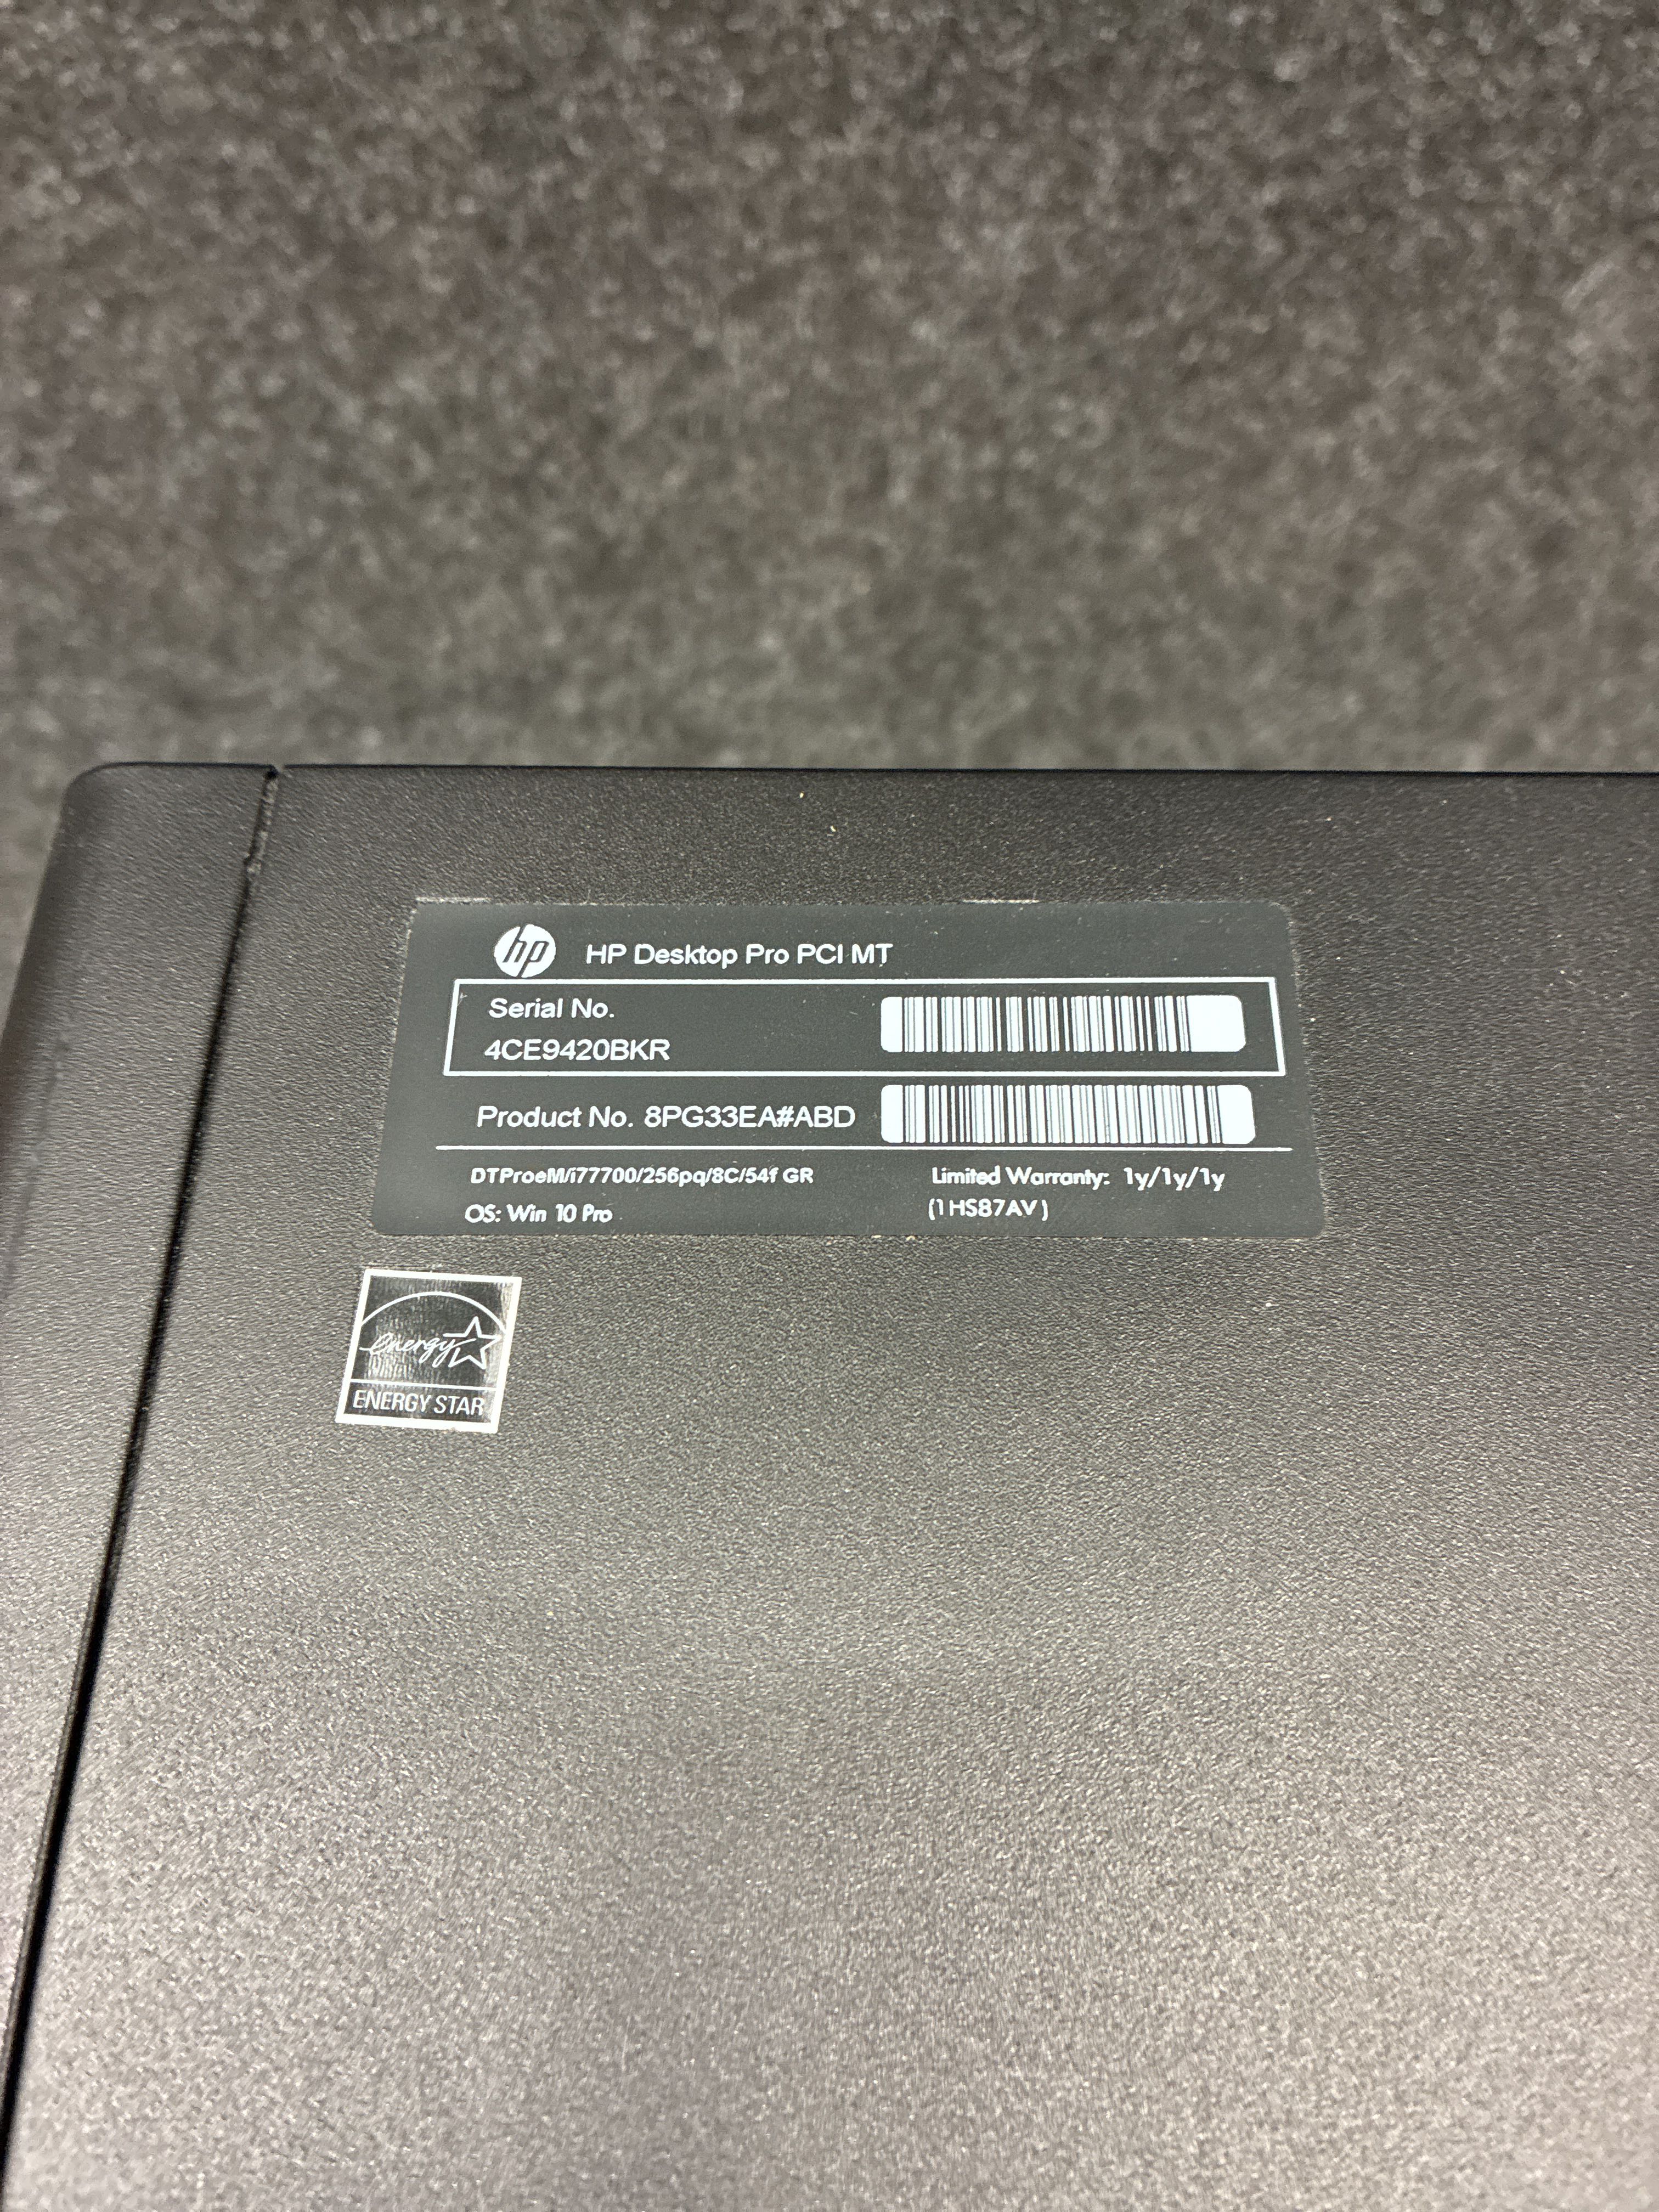 hp HP Desktop Pro PCI MT
Serial No.
4CE9420BKR
Product No. 8PG33EA#ABD
DTProeM/i77700/256pq/8C/54f GR
OS: Win 10 Pro
Limited Warranty: 1y/1y/1y
(1HS87AV)
energy
ENERGY STAR